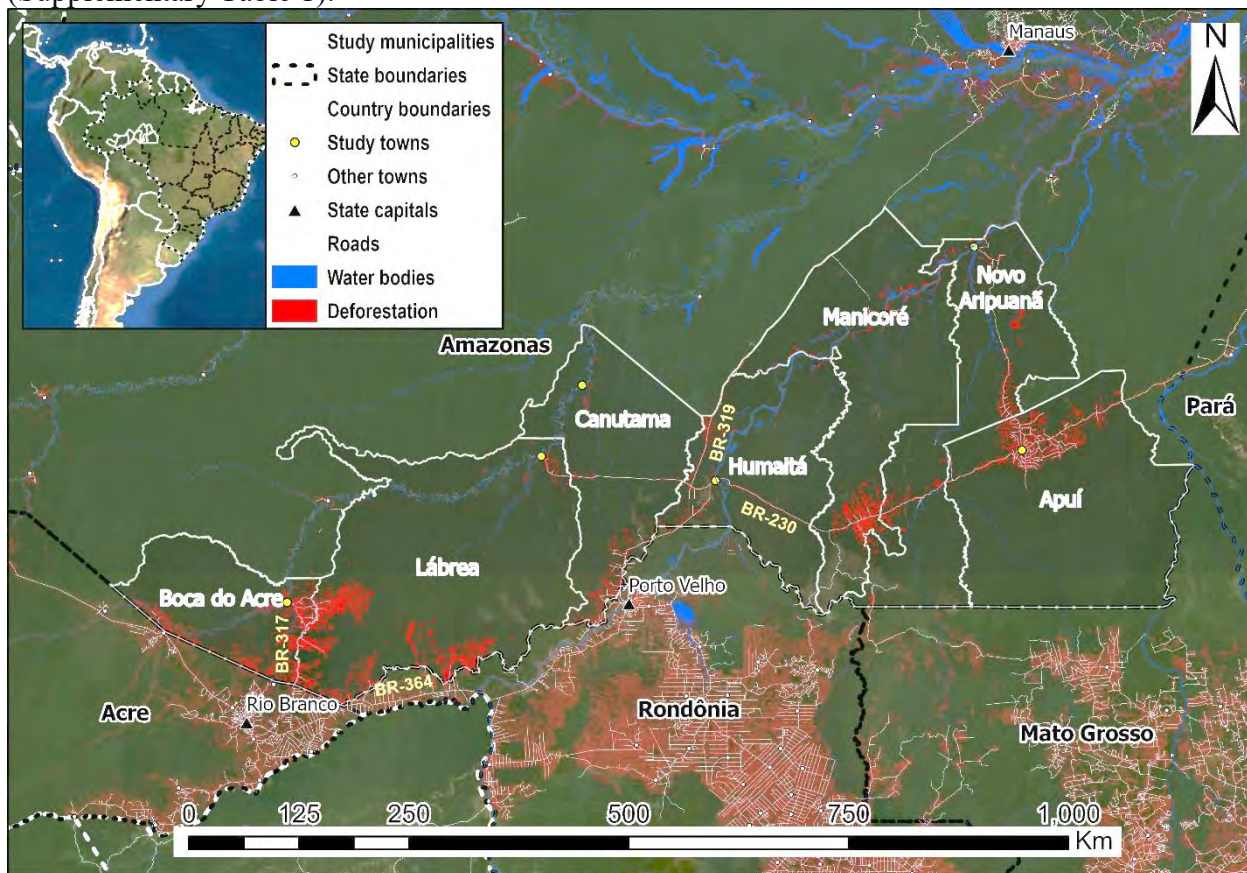 (Supplementary Table 3).
Study municipalities
State boundaries
Country boundaries
Study towns
Other towns
State capitals
Roads
Water bodies
Deforestation
Manaus
N
Novo
Aripuanã
Manicoré
Amazonas
Canutama
Pará
BR-319
Humaitá
BR-230
Apuí
Lábrea
Boca do Acre
Porto Velho
BR-317
BR-364
Rio Branco
Acre
Rondônia
Mato Grosso
0 125 250 500 750 1,000
Km